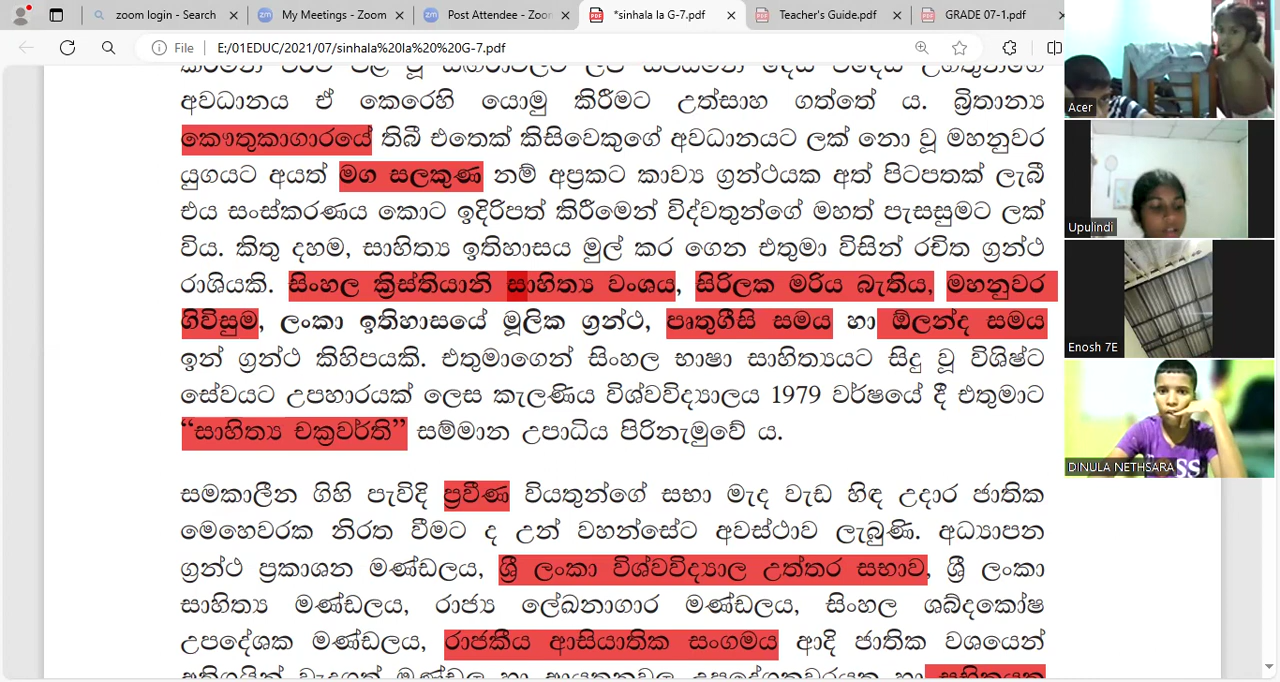 zoom login - Search
My Meetings - Zoom
Post Attendee - Zoo
*sinhala la G-7.pdf
Teacher's Guide.pdf
GRADE 07-1.pdf
File E:/01EDUC/2021/07/sinhala%20la%20%20G-7.pdf
අවධානය ඒ කෙරෙහි යොමු කිරීමට උත්සාහ ගත්තේ ය. බ්‍රිතාන්‍ය
කෞතුකාගාරයේ තිබී එතෙක් කිසිවෙකුගේ අවධානයට ලක් නො වූ මහනුවර
යුගයට අයත් මග සලකුණ නම් අප්‍රකට කාව්‍ය ග්‍රන්ථයක අත් පිටපතක් ලැබී
එය සංස්කරණය කොට ඉදිරිපත් කිරීමෙන් විද්වතුන්ගේ මහත් පැසසුමට ලක්
විය. කිතු දහම, සාහිත්‍ය ඉතිහාසය මුල් කර ගෙන එතුමා විසින් රචිත ග්‍රන්ථ
රාශියකි. සිංහල ක්‍රිස්තියානි සාහිත්‍ය වංශය, සිරිලක මරිය බැතිය, මහනුවර
ගිවිසුම, ලංකා ඉතිහාසයේ මූලික ග්‍රන්ථ, පෘතුගීසි සමය හා ඕලන්ද සමය
ඉන් ග්‍රන්ථ කිහිපයකි. එතුමාගෙන් සිංහල භාෂා සාහිත්‍යයට සිදු වූ විශිෂ්ට
සේවයට උපහාරයක් ලෙස කැලණිය විශ්වවිද්‍යාලය 1979 වර්ෂයේ දී එතුමාට
“සාහිත්‍ය චක්‍රවර්ති” සම්මාන උපාධිය පිරිනැමුවේ ය.
සමකාලීන ගිහි පැවිදි ප්‍රවීණ වියතුන්ගේ සභා මැද වැඩ හිඳ උදාර ජාතික
මෙහෙවරක නිරත වීමට ද උන් වහන්සේට අවස්ථාව ලැබුණි. අධ්‍යාපන
ග්‍රන්ථ ප්‍රකාශන මණ්ඩලය, ශ්‍රී ලංකා විශ්වවිද්‍යාල උත්තර සභාව, ශ්‍රී ලංකා
සාහිත්‍ය මණ්ඩලය, රාජ්‍ය ලේඛනාගාර මණ්ඩලය, සිංහල ශබ්දකෝෂ
උපදේශක මණ්ඩලය, රාජකීය ආසියාතික සංගමය ආදි ජාතික වශයෙන්
Acer
Upulindi
Enosh 7E
DINULA NETHSARA